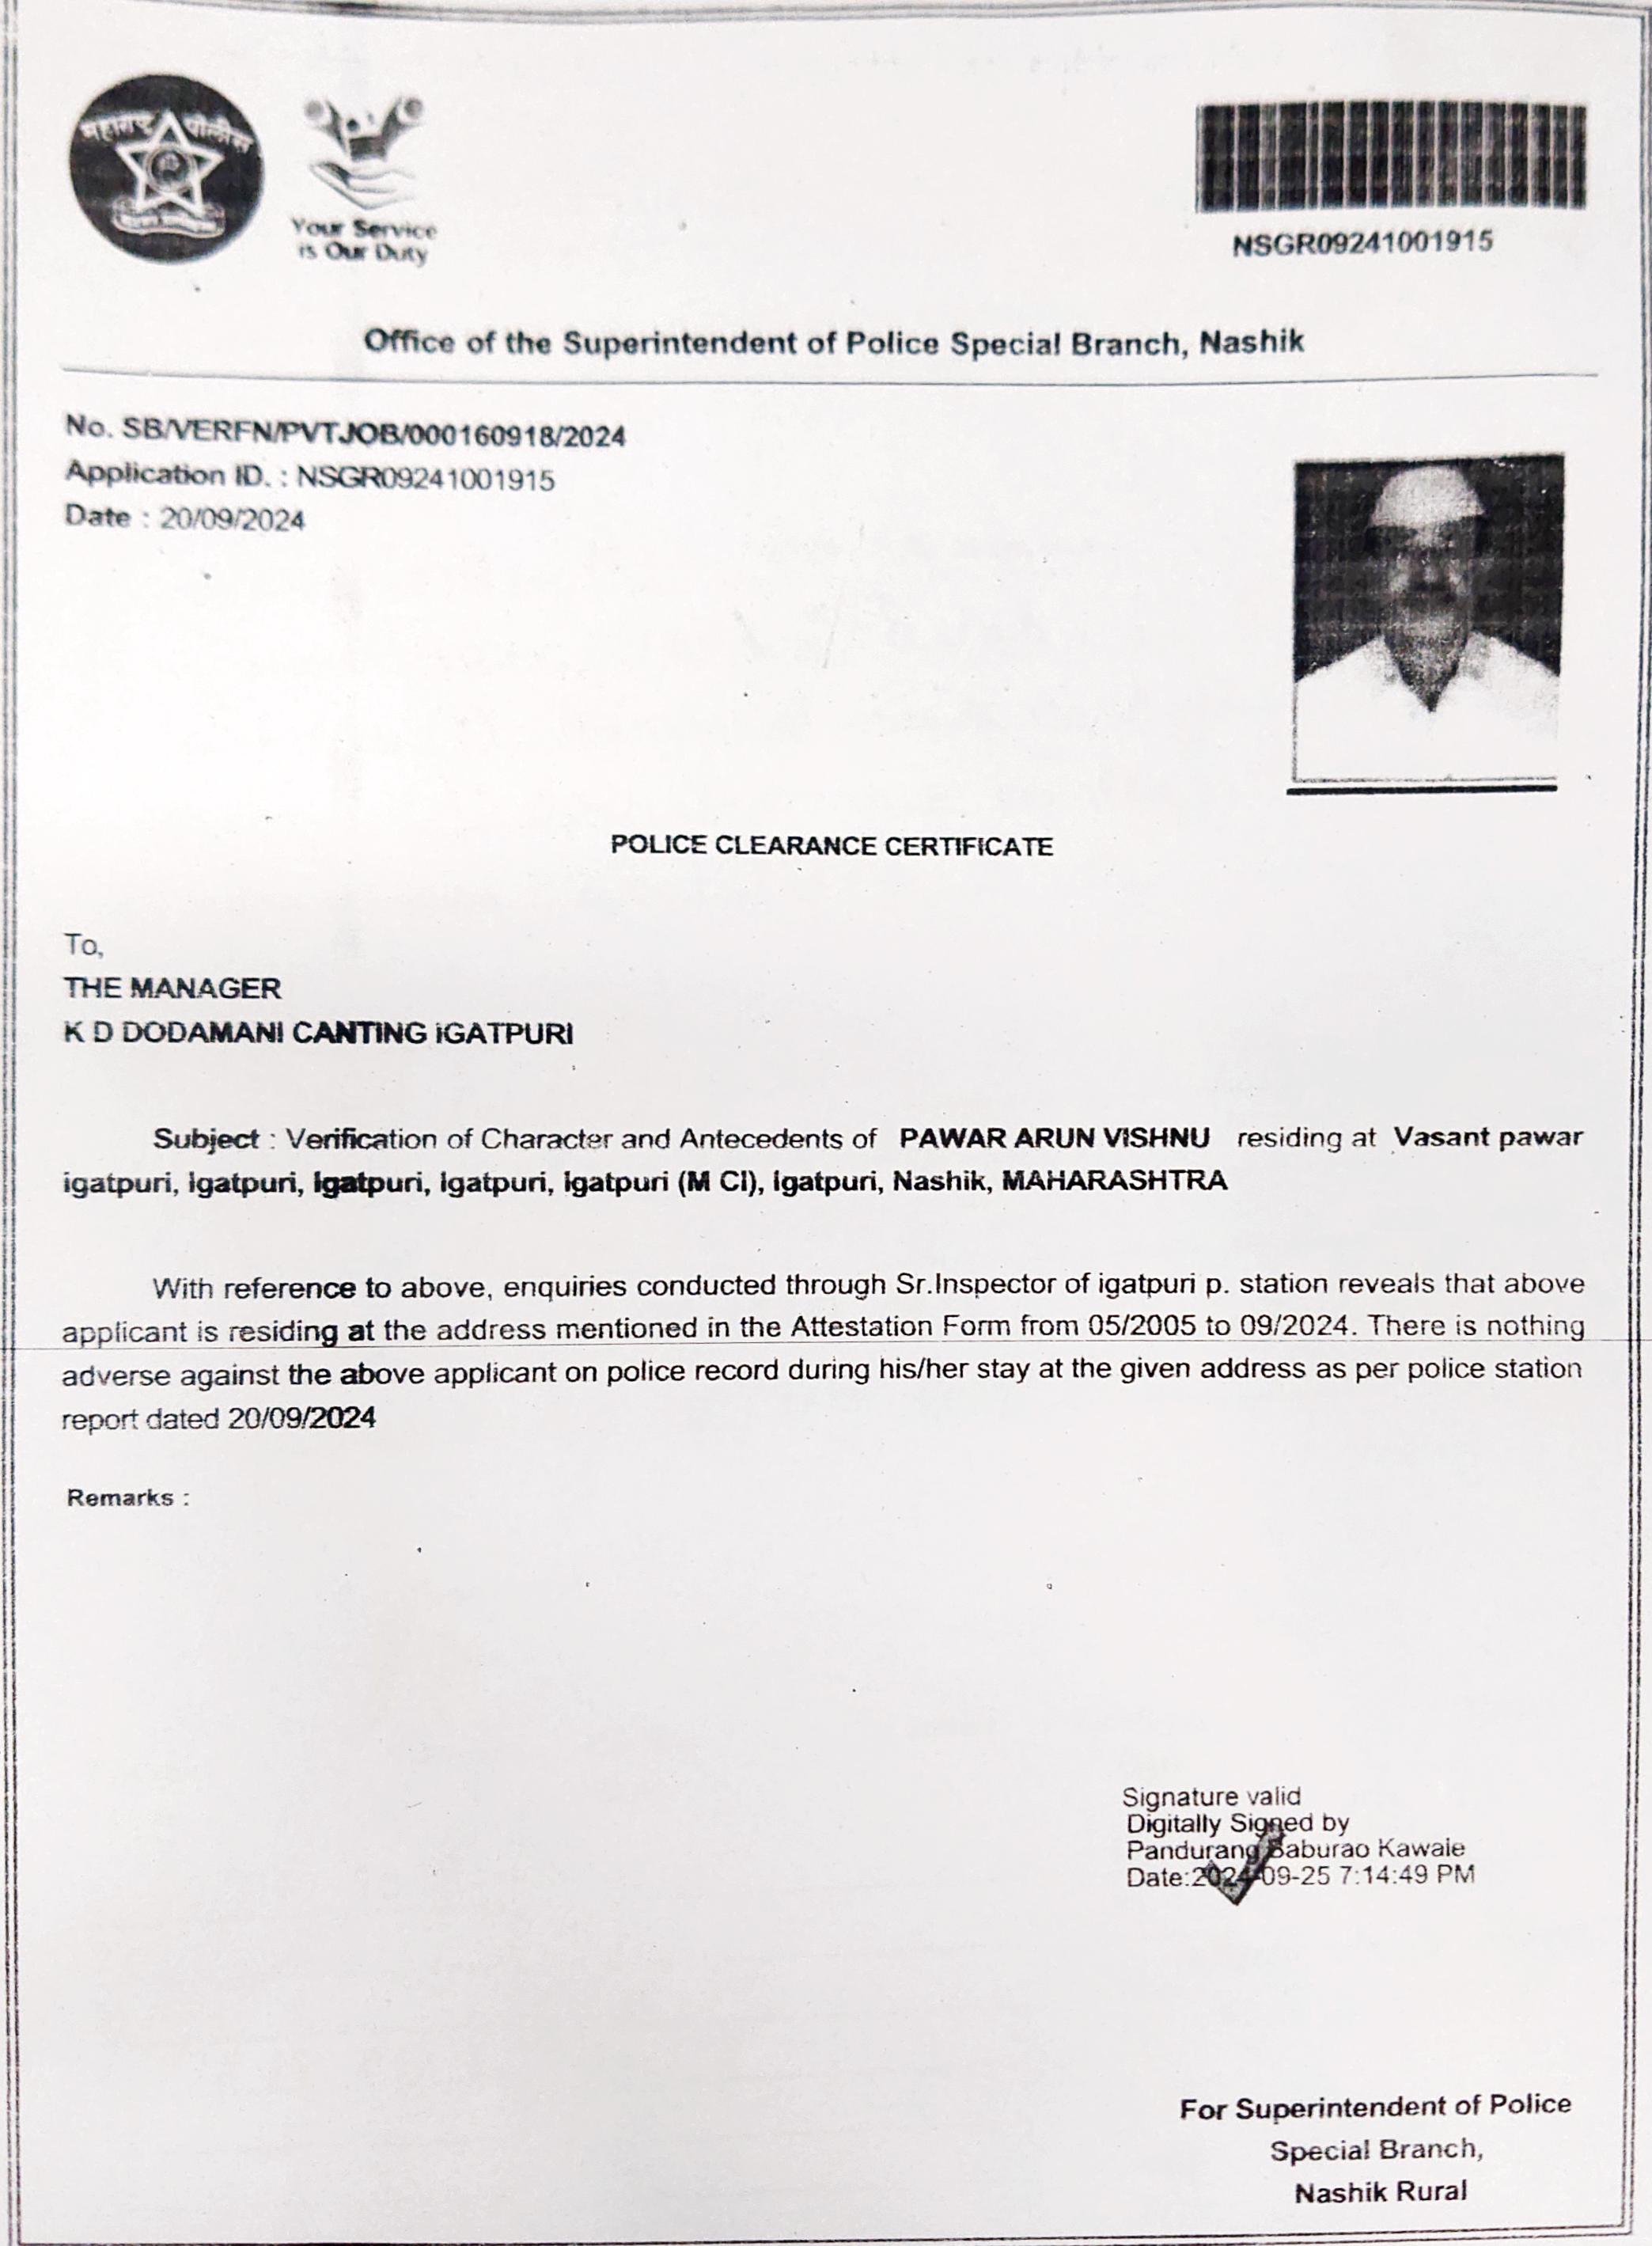 महाराष्ट्र पोलीस
Your Service
is Our Duty
NSGR09241001915
Office of the Superintendent of Police Special Branch, Nashik
No. SB/VERFN/PVTJOB/000160918/2024
Application ID. : NSGR09241001915
Date : 20/09/2024
POLICE CLEARANCE CERTIFICATE
To,
THE MANAGER
K D DODAMANI CANTING IGATPURI
Subject : Verification of Character and Antecedents of PAWAR ARUN VISHNU residing at Vasant pawar
igatpuri, Igatpuri, Igatpuri, Igatpuri, Igatpuri (M Cl), Igatpuri, Nashik, MAHARASHTRA
With reference to above, enquiries conducted through Sr.Inspector of igatpuri p. station reveals that above
applicant is residing at the address mentioned in the Attestation Form from 05/2005 to 09/2024. There is nothing
adverse against the above applicant on police record during his/her stay at the given address as per police station
report dated 20/09/2024
Remarks :
Signature valid
Digitally Signed by
Pandurang Baburao Kawale
Date:2024-09-25 7:14:49 PM
For Superintendent of Police
Special Branch,
Nashik Rural